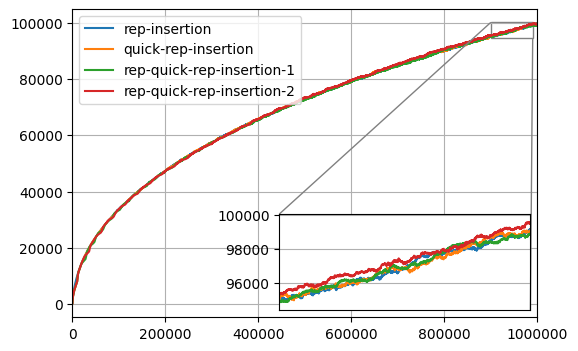 100000
80000
60000
40000
20000
0
rep-insertion
quick-rep-insertion
rep-quick-rep-insertion-1
rep-quick-rep-insertion-2
100000
98000
96000
0 200000 400000 600000 800000 1000000